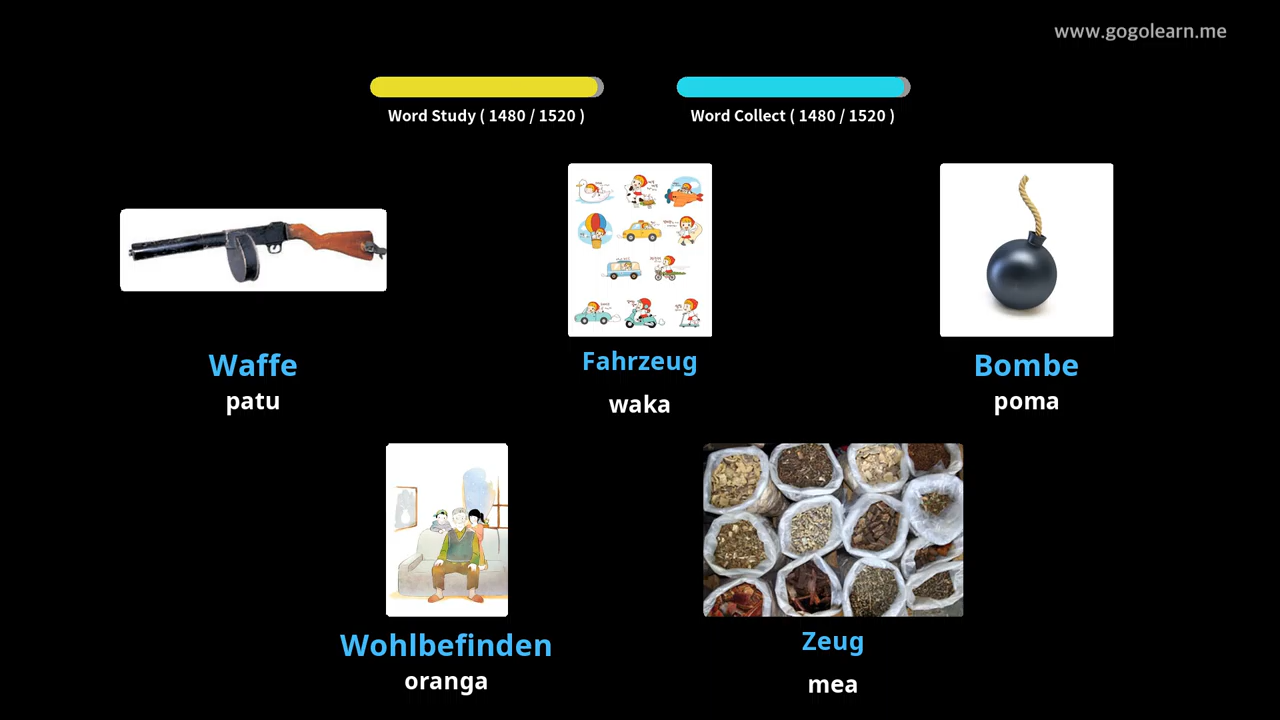 www.gogolearn.me
Word Study ( 1480 / 1520 )
Word Collect ( 1480 / 1520 )
Waffe
patu
Fahrzeug
waka
Bombe
poma
Wohlbefinden
oranga
Zeug
mea